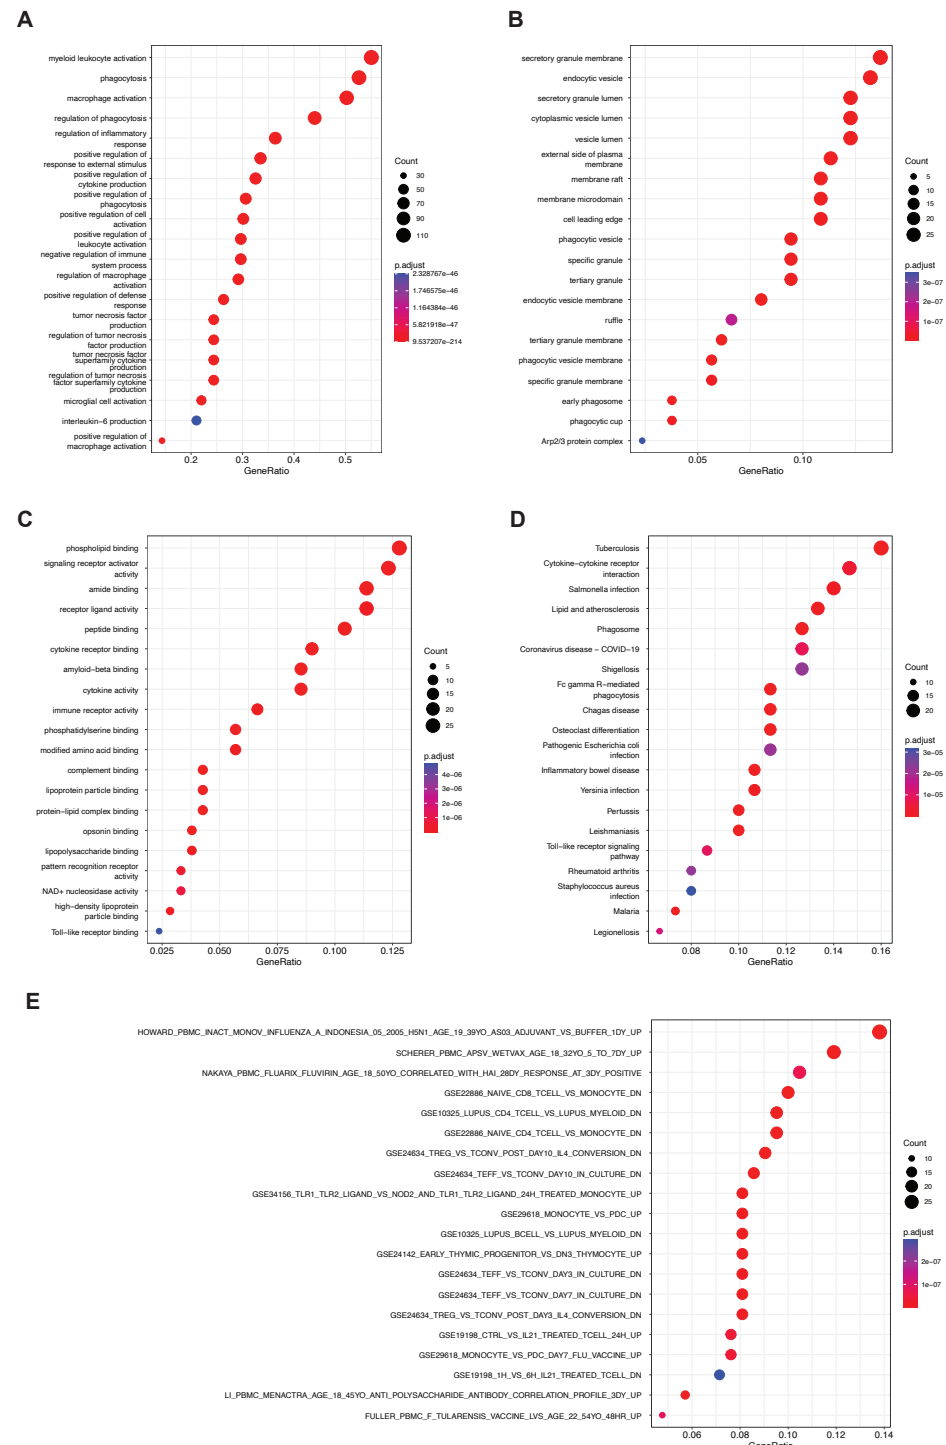 A
myeloid leukocyte activation
phagocytosis
macrophage activation
regulation of phagocytosis
regulation of inflammatory
response
positive regulation of
response to external stimulus
positive regulation of
cytokine production
positive regulation of
phagocytosis
positive regulation of cell
activation
positive regulation of
leukocyte activation
negative regulation of immune
system process
regulation of macrophage
activation
positive regulation of defense
response
tumor necrosis factor
production
regulation of tumor necrosis
factor production
tumor necrosis factor
superfamily cytokine
production
regulation of tumor necrosis
factor superfamily cytokine
production
microglial cell activation
interleukin−6 production
positive regulation of
macrophage activation
0.2 0.3 0.4 0.5
GeneRatio
Count
30
50
70
90
110
p.adjust
2.328767e−46
1.746575e−46
1.164384e−46
5.821918e−47
9.537207e−214
B
secretory granule membrane
endocytic vesicle
secretory granule lumen
cytoplasmic vesicle lumen
vesicle lumen
external side of plasma
membrane
membrane raft
membrane microdomain
cell leading edge
phagocytic vesicle
specific granule
tertiary granule
endocytic vesicle membrane
ruffle
tertiary granule membrane
phagocytic vesicle membrane
specific granule membrane
early phagosome
phagocytic cup
Arp2/3 protein complex
0.05 0.10
GeneRatio
Count
5
10
15
20
25
p.adjust
3e−07
2e−07
1e−07
C
phospholipid binding
signaling receptor activator
activity
amide binding
receptor ligand activity
peptide binding
cytokine receptor binding
amyloid−beta binding
cytokine activity
immune receptor activity
phosphatidylserine binding
modified amino acid binding
complement binding
lipoprotein particle binding
protein−lipid complex binding
opsonin binding
lipopolysaccharide binding
pattern recognition receptor
activity
NAD+ nucleosidase activity
high−density lipoprotein
particle binding
Toll−like receptor binding
0.025 0.050 0.075 0.100 0.125
GeneRatio
Count
5
10
15
20
25
p.adjust
4e−06
3e−06
2e−06
1e−06
D
Tuberculosis
Cytokine−cytokine receptor
interaction
Salmonella infection
Lipid and atherosclerosis
Phagosome
Coronavirus disease − COVID−19
Shigellosis
Fc gamma R−mediated
phagocytosis
Chagas disease
Osteoclast differentiation
Pathogenic Escherichia coli
infection
Inflammatory bowel disease
Yersinia infection
Pertussis
Leishmaniasis
Toll−like receptor signaling
pathway
Rheumatoid arthritis
Staphylococcus aureus
infection
Malaria
Legionellosis
0.08 0.10 0.12 0.14 0.16
GeneRatio
Count
10
15
20
p.adjust
3e−05
2e−05
1e−05
E
HOWARD_PBMC_INACT_MONOV_INFLUENZA_A_INDONESIA_05_2005_H5N1_AGE_19_39YO_AS03_ADJUVANT_VS_BUFFER_1DY_UP
SCHERER_PBMC_APSV_WETVAX_AGE_18_32YO_5_TO_7DY_UP
NAKAYA_PBMC_FLUARIX_FLUVIRIN_AGE_18_50YO_CORRELATED_WITH_HAI_28DY_RESPONSE_AT_3DY_POSITIVE
GSE22886_NAIVE_CD8_TCELL_VS_MONOCYTE_DN
GSE10325_LUPUS_CD4_TCELL_VS_LUPUS_MYELOID_DN
GSE22886_NAIVE_CD4_TCELL_VS_MONOCYTE_DN
GSE24634_TREG_VS_TCONV_POST_DAY10_IL4_CONVERSION_DN
GSE24634_TEFF_VS_TCONV_DAY10_IN_CULTURE_DN
GSE34156_TLR1_TLR2_LIGAND_VS_NOD2_AND_TLR1_TLR2_LIGAND_24H_TREATED_MONOCYTE_UP
GSE29618_MONOCYTE_VS_PDC_UP
GSE10325_LUPUS_BCELL_VS_LUPUS_MYELOID_DN
GSE24142_EARLY_THYMIC_PROGENITOR_VS_DN3_THYMOCYTE_UP
GSE24634_TEFF_VS_TCONV_DAY3_IN_CULTURE_DN
GSE24634_TEFF_VS_TCONV_DAY7_IN_CULTURE_DN
GSE24634_TREG_VS_TCONV_POST_DAY3_IL4_CONVERSION_DN
GSE19198_CTRL_VS_IL21_TREATED_TCELL_24H_UP
GSE29618_MONOCYTE_VS_PDC_DAY7_FLU_VACCINE_UP
GSE19198_1H_VS_6H_IL21_TREATED_TCELL_DN
LI_PBMC_MENACTRA_AGE_18_45YO_ANTI_POLYSACCHARIDE_ANTIBODY_CORRELATION_PROFILE_3DY_UP
FULLER_PBMC_F_TULARENSIS_VACCINE_LVS_AGE_22_54YO_48HR_UP
0.06 0.08 0.10 0.12 0.14
GeneRatio
Count
10
15
20
25
p.adjust
2e−07
1e−07